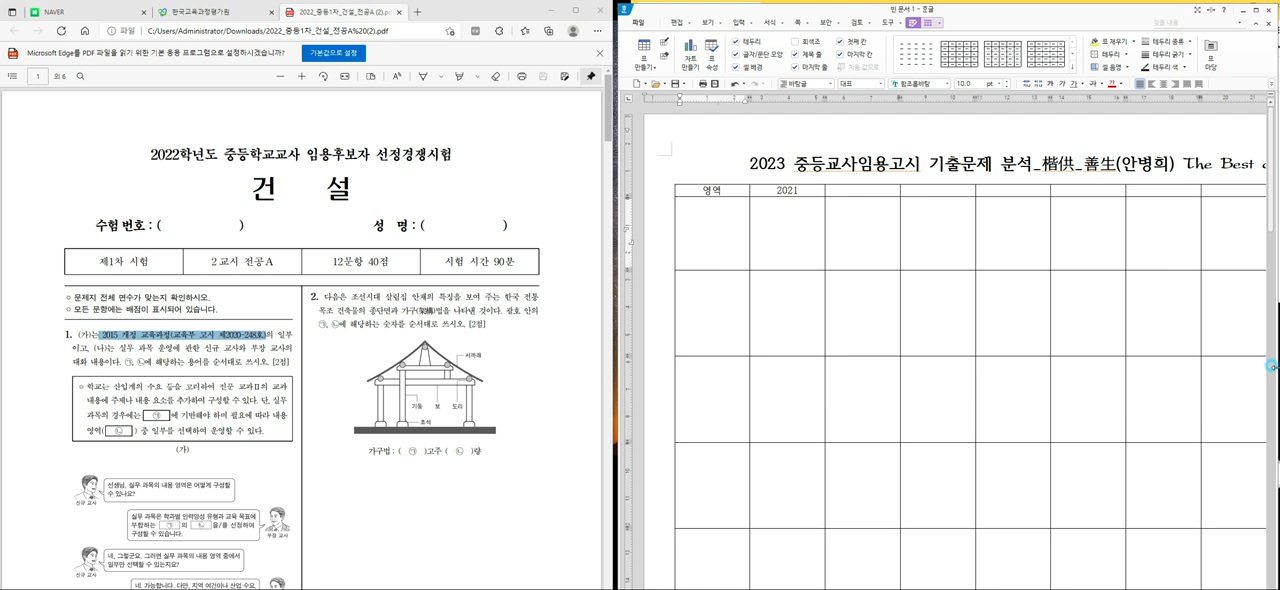 NAVER
한국교육과정평가원
2022_중등1차_건설_전공A (2).pdf
파일
C:/Users/Administrator/Downloads/2022_중등1차_건설_전공A%20(2).pdf
Microsoft Edge를 PDF 파일을 읽기 위한 기본 응용 프로그램으로 설정하시겠습니까?
기본값으로 설정
1
의 6
2022학년도 중등학교교사 임용후보자 선정경쟁시험
건 설
수험 번호 : ( )
성 명 : ( )
제1차 시험
2 교시 전공A
12문항 40점
시험 시간 90분
○ 문제지 전체 면수가 맞는지 확인하시오.
○ 모든 문항에는 배점이 표시되어 있습니다.
1. (가)는 2015 개정 교육과정(교육부 고시 제2020-248호)의 일부
이고, (나)는 실무 과목 운영에 관한 신규 교사와 부장 교사의
대화 내용이다. ㉠, ㉡에 해당하는 용어를 순서대로 쓰시오. [2점]
○ 학교는 산업계의 수요 등을 고려하여 전문 교과Ⅱ의 교과
내용에 주제나 내용 요소를 추가하여 구성할 수 있다. 단, 실무
과목의 경우에는 ㉠ 에 기반해야 하며 필요에 따라 내용
영역( ㉡ ) 중 일부를 선택하여 운영할 수 있다.
(가)
선생님, 실무 과목의 내용 영역은 어떻게 구성할
수 있나요?
신규 교사
실무 과목은 학과별 인력양성 유형과 교육 목표에
부합하는 ㉠ 의 ㉡ 을/를 선정하여
구성할 수 있습니다.
부장 교사
네, 그렇군요. 그러면 실무 과목의 내용 영역 중에서
일부만 선택할 수 있는지요?
신규 교사
네, 가능합니다. 다만, 지역 여건이나 산업 수요,
2. 다음은 조선시대 살림집 안채의 특징을 보여 주는 한국 전통
목조 건축물의 종단면과 가구(架構)법을 나타낸 것이다. 괄호 안의
㉠, ㉡에 해당하는 숫자를 순서대로 쓰시오. [2점]
서까래
기둥
보
도리
초석
가구법 : ( ㉠ )고주 ( ㉡ )량
빈 문서 1 - 한글
파일
편집
보기
입력
서식
쪽
보안
검토
도구
찾을 내용
표
만들기
차트
만들기
표
속성
테두리
글자/문단 모양
셀 배경
회색조
제목 줄
마지막 줄
첫째 칸
마지막 칸
처음 값으로
표 채우기
테두리
셀 음영
테두리 종류
테두리 굵기
테두리 색
표
마당
바탕글
대표
함초롬바탕
10.0
pt
2023 중등교사임용고시 기출문제 분석_楷供_善生(안병희) The Best
영역
2021